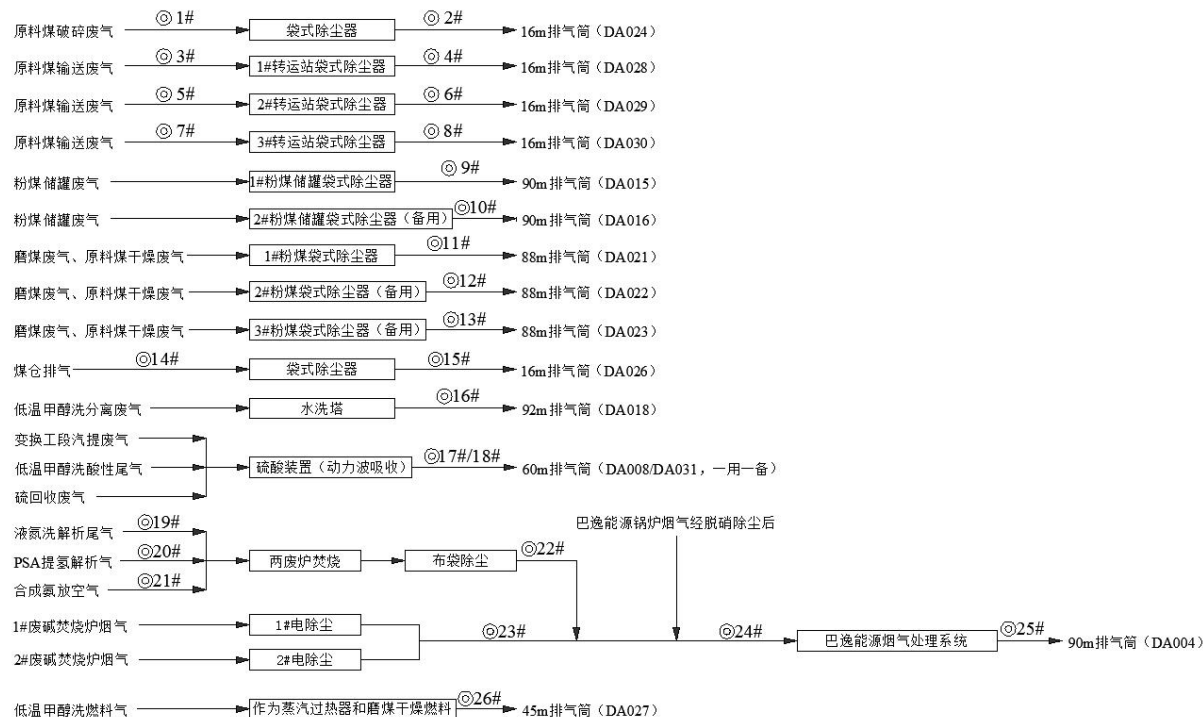 原料煤破碎废气 ◎1# 袋式除尘器 ◎2# 16m排气筒（DA024）
原料煤输送废气 ◎3# 1#转运站袋式除尘器 ◎4# 16m排气筒（DA028）
原料煤输送废气 ◎5# 2#转运站袋式除尘器 ◎6# 16m排气筒（DA029）
原料煤输送废气 ◎7# 3#转运站袋式除尘器 ◎8# 16m排气筒（DA030）
粉煤储罐废气 1#粉煤储罐袋式除尘器 ◎9# 90m排气筒（DA015）
粉煤储罐废气 2#粉煤储罐袋式除尘器（备用） ◎10# 90m排气筒（DA016）
磨煤废气、原料煤干燥废气 1#粉煤袋式除尘器 ◎11# 88m排气筒（DA021）
磨煤废气、原料煤干燥废气 2#粉煤袋式除尘器（备用） ◎12# 88m排气筒（DA022）
磨煤废气、原料煤干燥废气 3#粉煤袋式除尘器（备用） ◎13# 88m排气筒（DA023）
煤仓排气 ◎14# 袋式除尘器 ◎15# 16m排气筒（DA026）
低温甲醇洗分离废气 水洗塔 ◎16# 92m排气筒（DA018）
变换工段汽提废气
低温甲醇洗酸性尾气 硫酸装置（动力波吸收） ◎17#/18# 60m排气筒（DA008/DA031，一用一备）
硫回收废气
巴逸能源锅炉烟气经脱硝除尘后
液氮洗解析尾气 ◎19#
PSA提氢解析气 ◎20# 两废炉焚烧 布袋除尘 ◎22#
合成氨放空气 ◎21#
1#废碱焚烧炉烟气 1#电除尘
◎23# ◎24# 巴逸能源烟气处理系统 ◎25# 90m排气筒（DA004）
2#废碱焚烧炉烟气 2#电除尘
低温甲醇洗燃料气 作为蒸汽过热器和磨煤干燥燃料 ◎26# 45m排气筒（DA027）